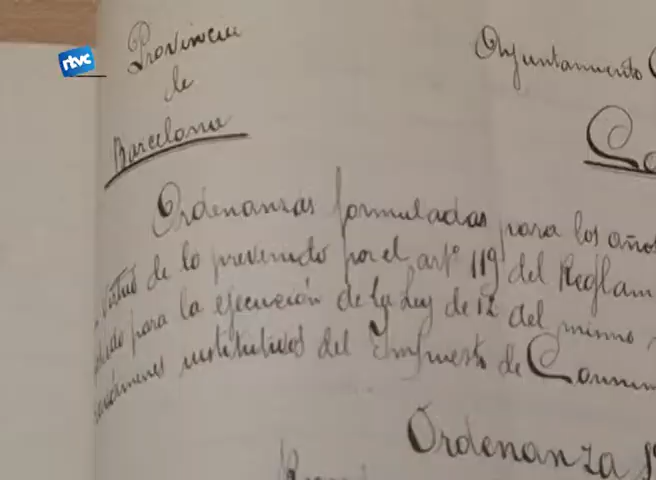 rtvc
Provincia
de
Barcelona
Ayuntamiento
Ordenanzas formuladas para los años
virtud de lo prevenido por el artº 119 del Reglam
para la ejecución de la Ley de 12 del mismo
sustitutivos del Impuesto de Consum
Ordenanza